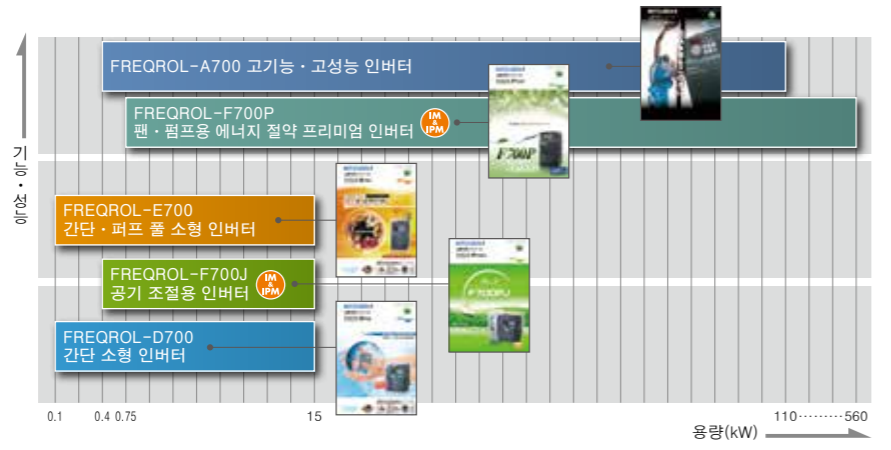 FREQROL-A700 고기능·고성능 인버터
FREQROL-F700P
팬·펌프용 에너지 절약 프리미엄 인버터
IM
&
IPM
F700P
기능·성능
FREQROL-E700
간단·퍼프 풀 소형 인버터
FREQROL-F700J
공기 조절용 인버터
IM
&
IPM
F700PJ
FREQROL-D700
간단 소형 인버터
0.1 0.4 0.75 15 110·········560
용량(kW)